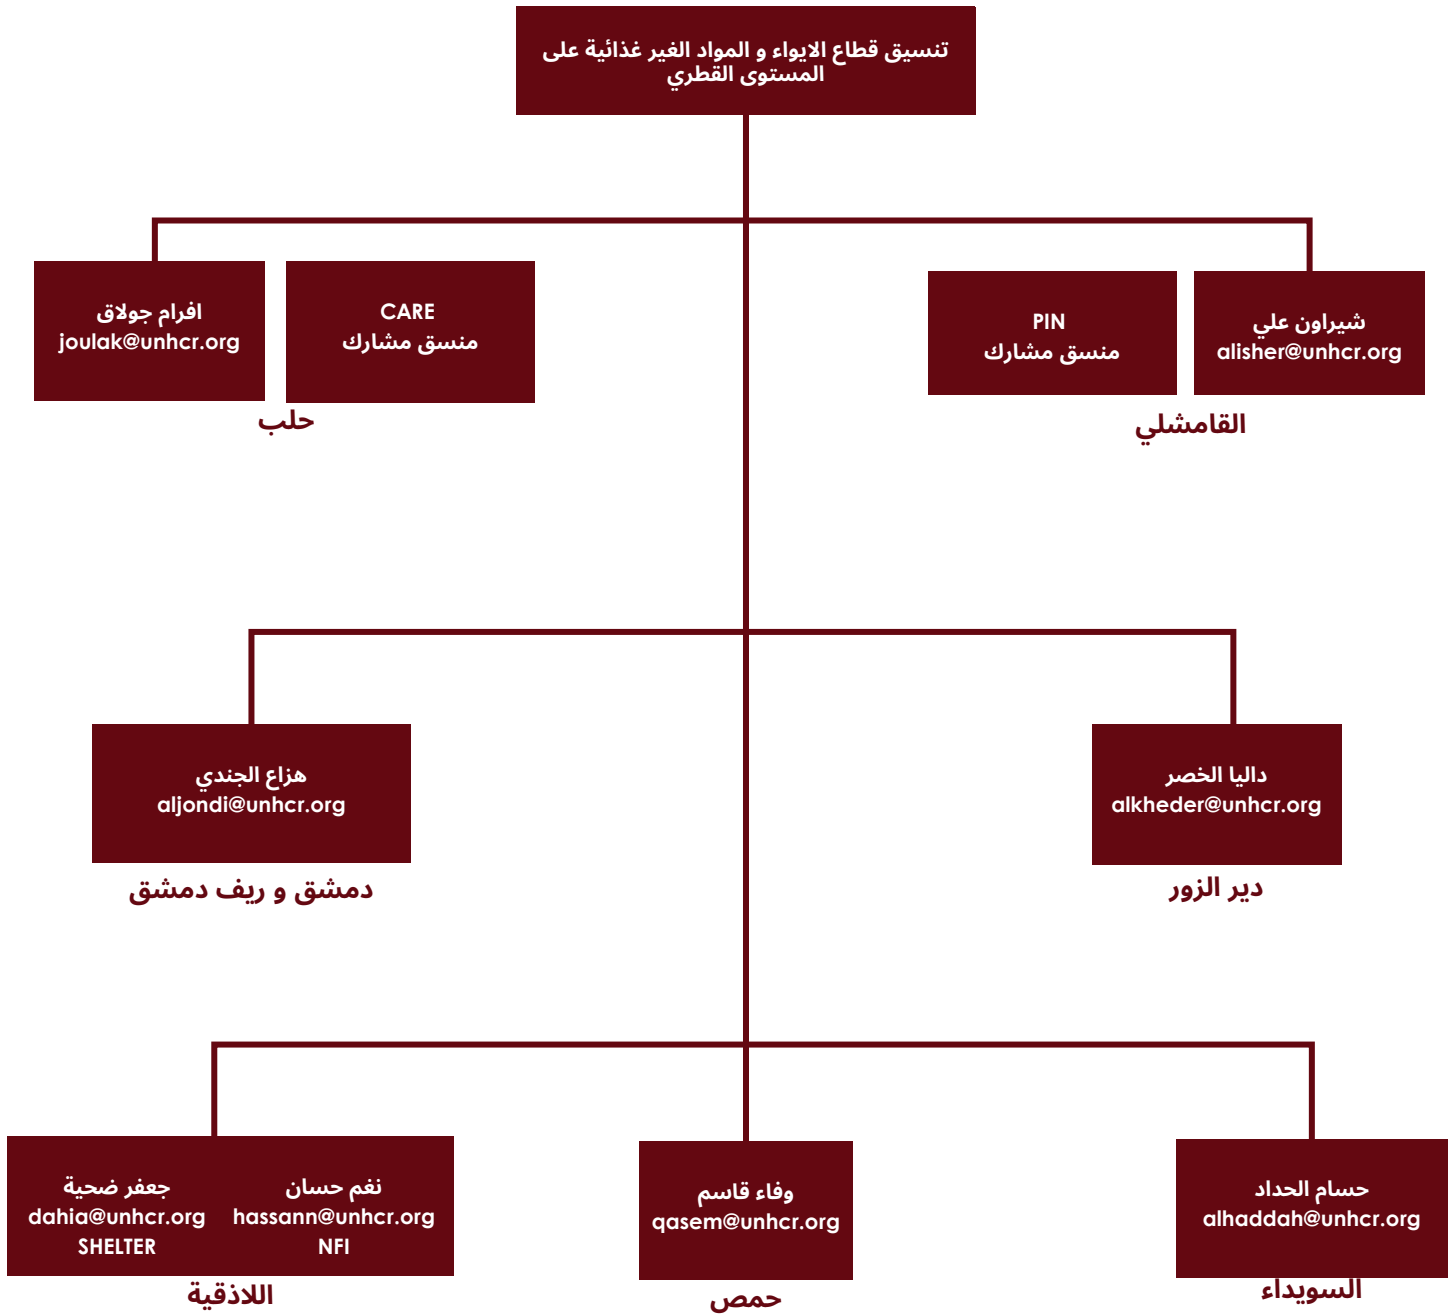 تنسيق قطاع الايواء و المواد الغير غذائية على
المستوى القطري
افرام جولاق
joulak@unhcr.org
CARE
منسق مشارك
حلب
PIN
منسق مشارك
شيراون علي
alisher@unhcr.org
القامشلي
هزاع الجندي
aljondi@unhcr.org
دمشق و ريف دمشق
داليا الخضر
alkheder@unhcr.org
دير الزور
جعفر ضحية
dahia@unhcr.org
SHELTER
نغم حسان
hassann@unhcr.org
NFI
اللاذقية
وفاء قاسم
qasem@unhcr.org
حمص
حسام الحداد
alhaddah@unhcr.org
السويداء